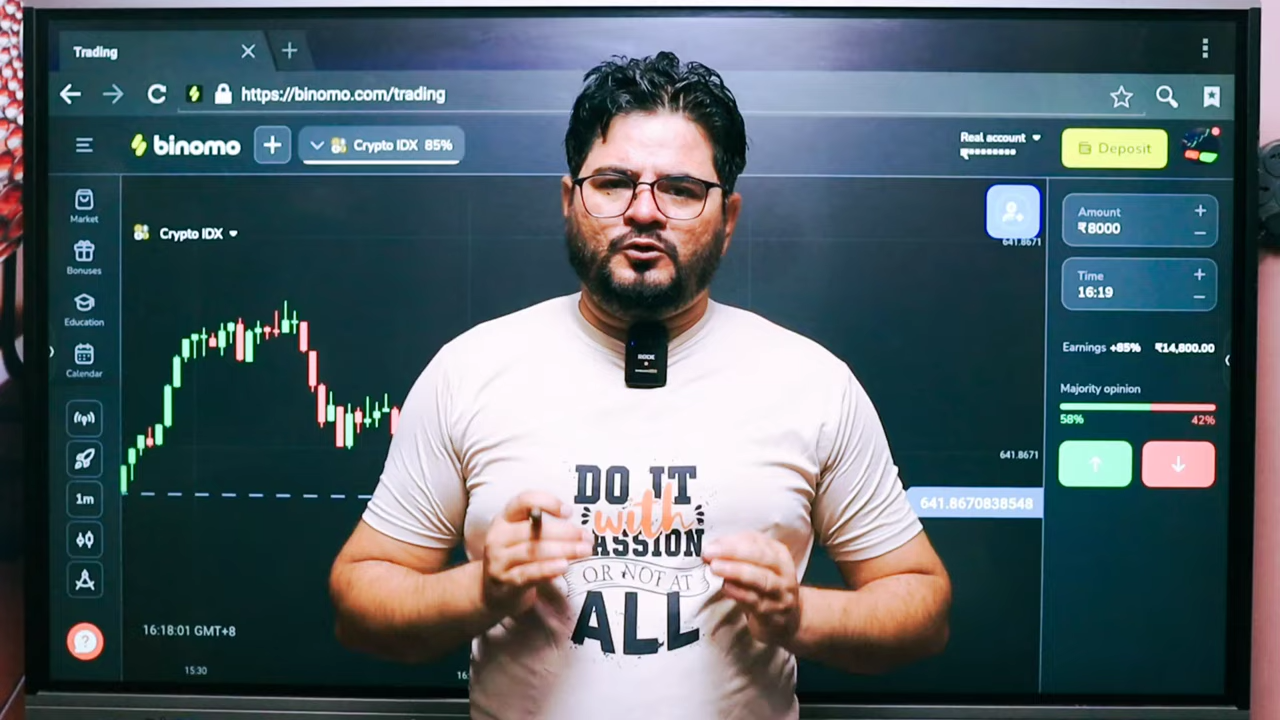 Trading
https://binomo.com/trading
binomo
Crypto IDX 85%
Real account
₹
Deposit
Market
Bonuses
Education
Calendar
1m
?
Crypto IDX
641.8671
641.8671
641.8670838548
Amount
₹8000
Time
16:19
Earnings +85% ₹14,800.00
Majority opinion
58% 42%
16:18:01 GMT+8
15:30
16:
RODE
DO IT
with
PASSION
OR NOT AT
ALL